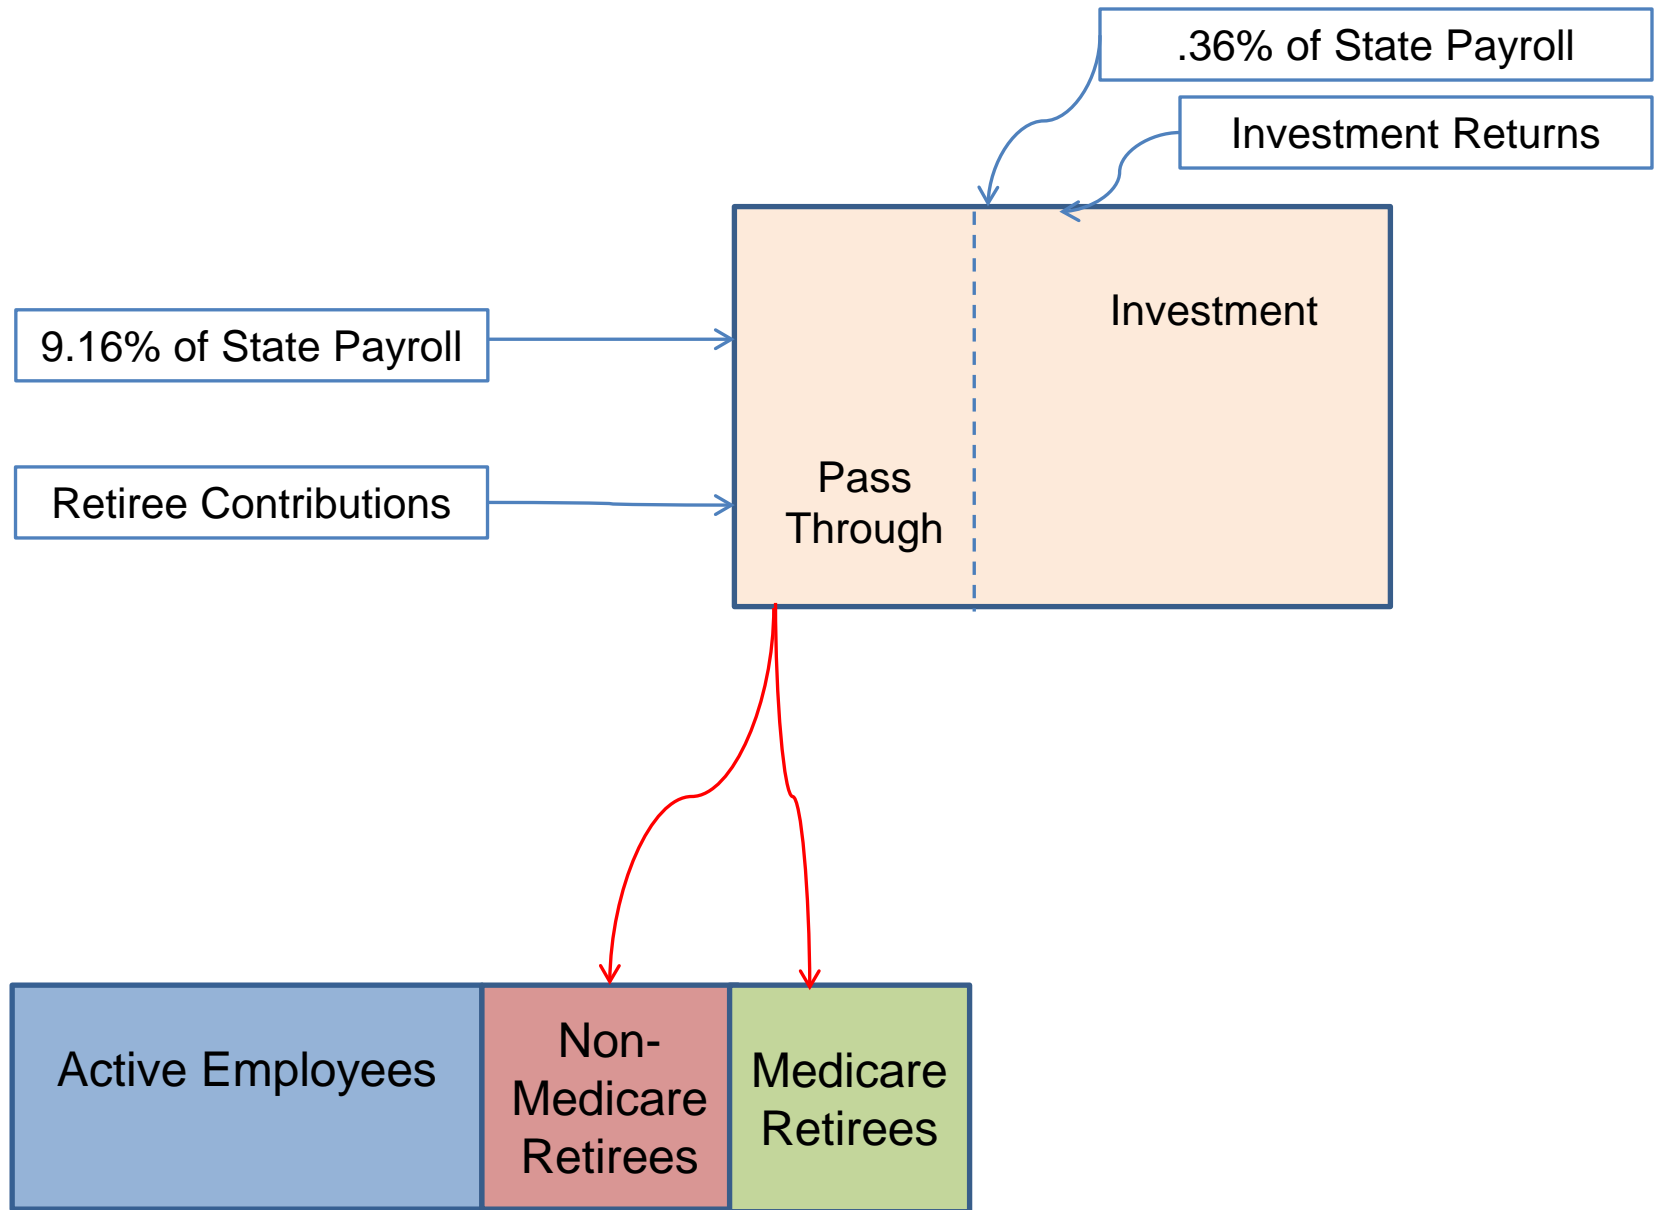 .36% of State Payroll
Investment Returns
Investment
9.16% of State Payroll
Retiree Contributions
Pass
Through
Active Employees
Non-
Medicare
Retirees
Medicare
Retirees